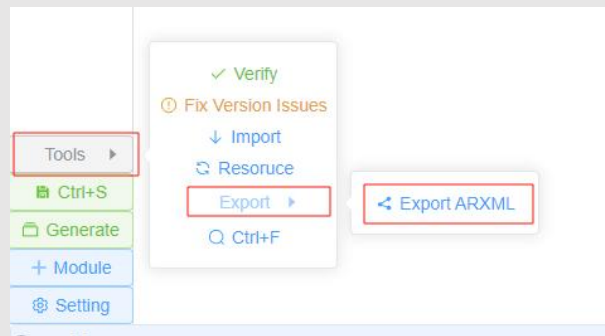 Verify
Fix Version Issues
Import
Tools
Resoruce
Ctrl+S
Export
Export ARXML
Generate
Ctrl+F
Module
Setting